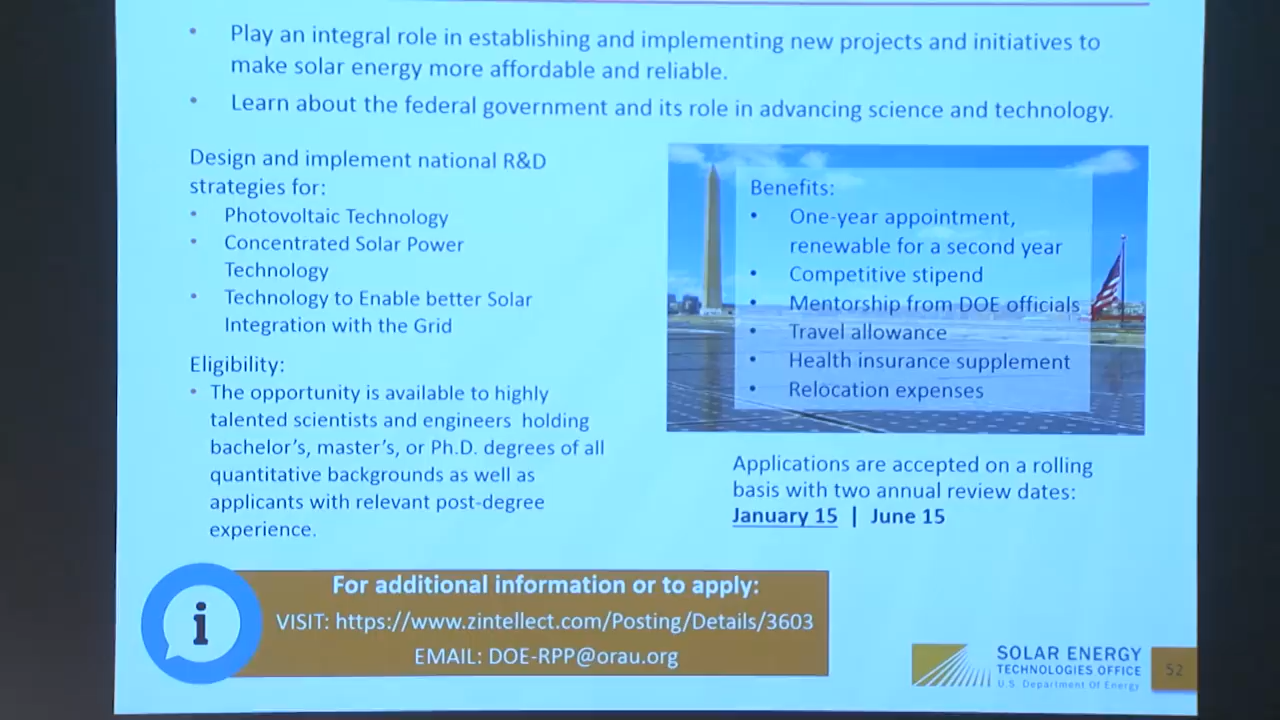 • Play an integral role in establishing and implementing new projects and initiatives to
make solar energy more affordable and reliable.
• Learn about the federal government and its role in advancing science and technology.
Design and implement national R&D
strategies for:
• Photovoltaic Technology
• Concentrated Solar Power
Technology
• Technology to Enable better Solar
Integration with the Grid
Eligibility:
• The opportunity is available to highly
talented scientists and engineers holding
bachelor's, master's, or Ph.D. degrees of all
quantitative backgrounds as well as
applicants with relevant post-degree
experience.
Benefits:
• One-year appointment,
renewable for a second year
• Competitive stipend
• Mentorship from DOE officials
• Travel allowance
• Health insurance supplement
• Relocation expenses
Applications are accepted on a rolling
basis with two annual review dates:
January 15 | June 15
i
For additional information or to apply:
VISIT: https://www.zintellect.com/Posting/Details/3603
EMAIL: DOE-RPP@orau.org
SOLAR ENERGY
TECHNOLOGIES OFFICE
U.S. Department Of Energy
52